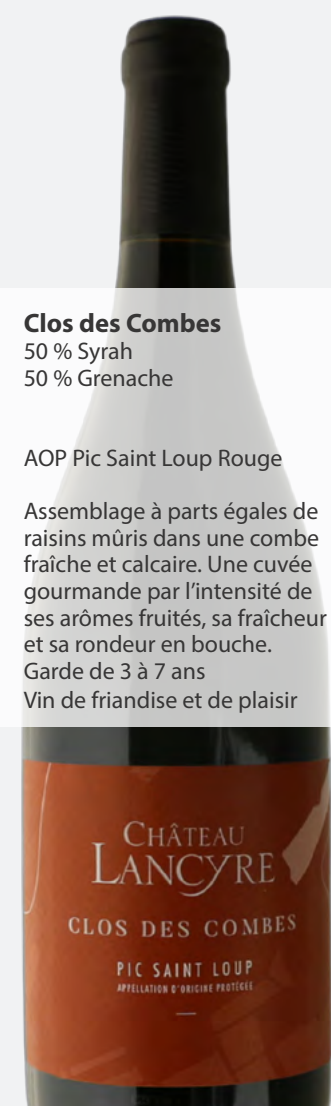 Clos des Combes
50 % Syrah
50 % Grenache
AOP Pic Saint Loup Rouge
Assemblage à parts égales de
raisins mûris dans une combe
fraîche et calcaire. Une cuvée
gourmande par l’intensité de
ses arômes fruités, sa fraîcheur
et sa rondeur en bouche.
Garde de 3 à 7 ans
Vin de friandise et de plaisir
CHÂTEAU
LANCYRE
CLOS DES COMBES
PIC SAINT LOUP
APPELLATION D'ORIGINE PROTÉGÉE